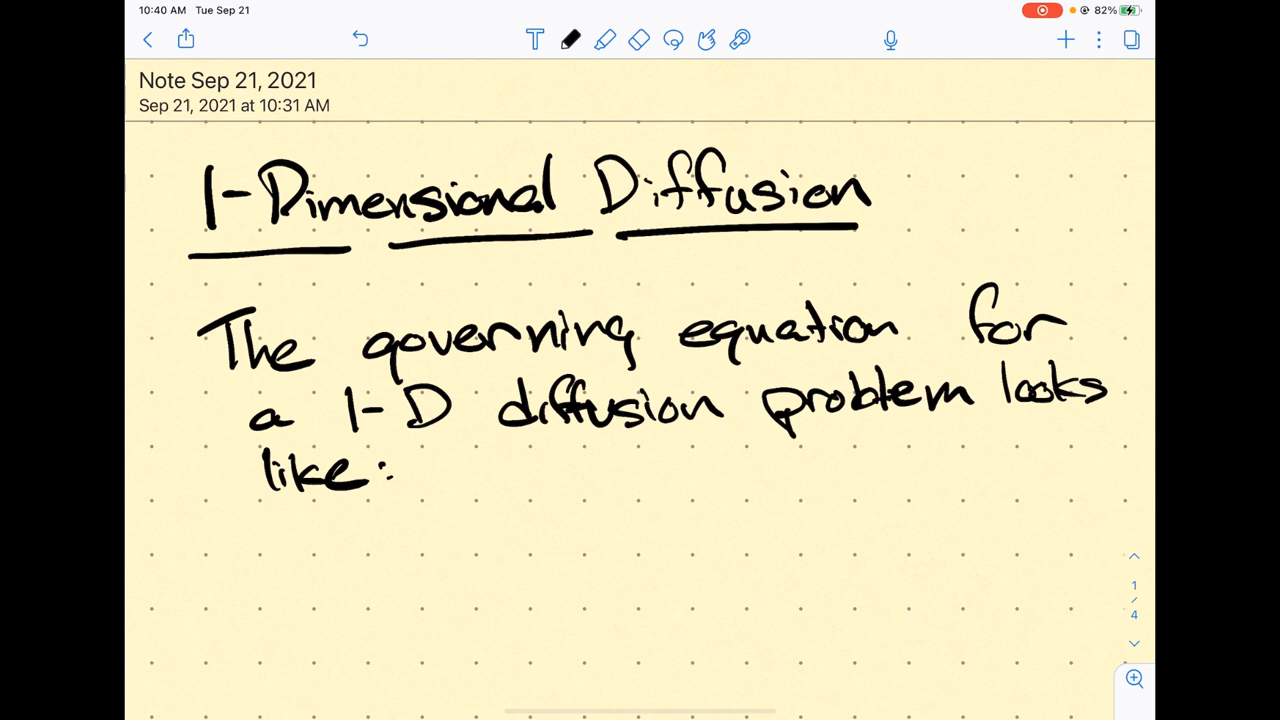 10:40 AM Tue Sep 21
82%
Note Sep 21, 2021
Sep 21, 2021 at 10:31 AM
1-Dimensional Diffusion
The governing equation for
a 1-D diffusion problem looks
like:
1
/
4